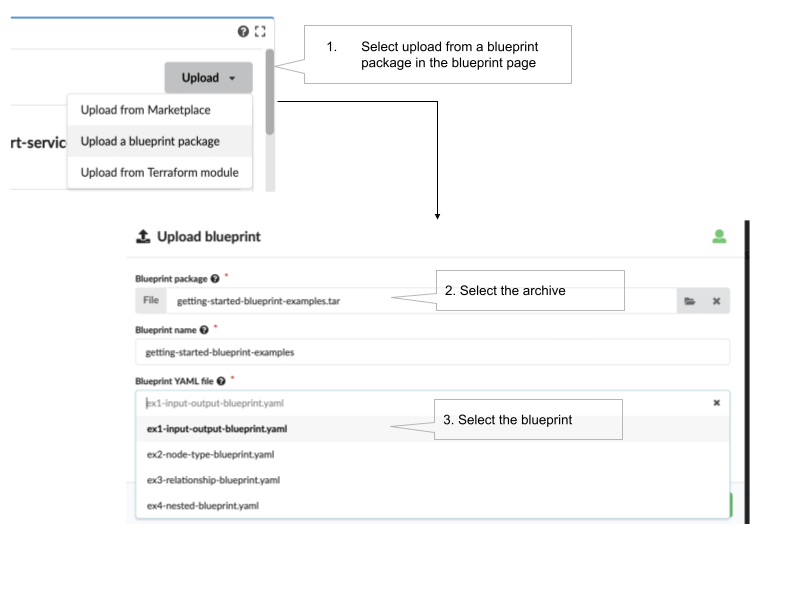 1. Select upload from a blueprint
package in the blueprint page
Upload
Upload from Marketplace
rt-servic
Upload a blueprint package
Upload from Terraform module
Upload blueprint
Blueprint package *
2. Select the archive
File getting-started-blueprint-examples.tar
Blueprint name *
getting-started-blueprint-examples
Blueprint YAML file *
ex1-input-output-blueprint.yaml
3. Select the blueprint
ex1-input-output-blueprint.yaml
ex2-node-type-blueprint.yaml
ex3-relationship-blueprint.yaml
ex4-nested-blueprint.yaml